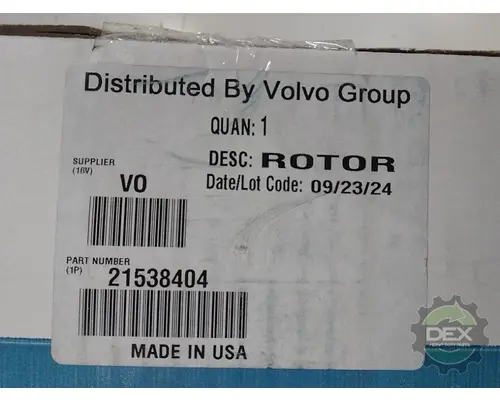 Distributed By Volvo Group
QUAN: 1
DESC: ROTOR
Date/Lot Code: 09/23/24
SUPPLIER
(16V)
VO
PART NUMBER
(1P)
21538404
MADE IN USA
DEX